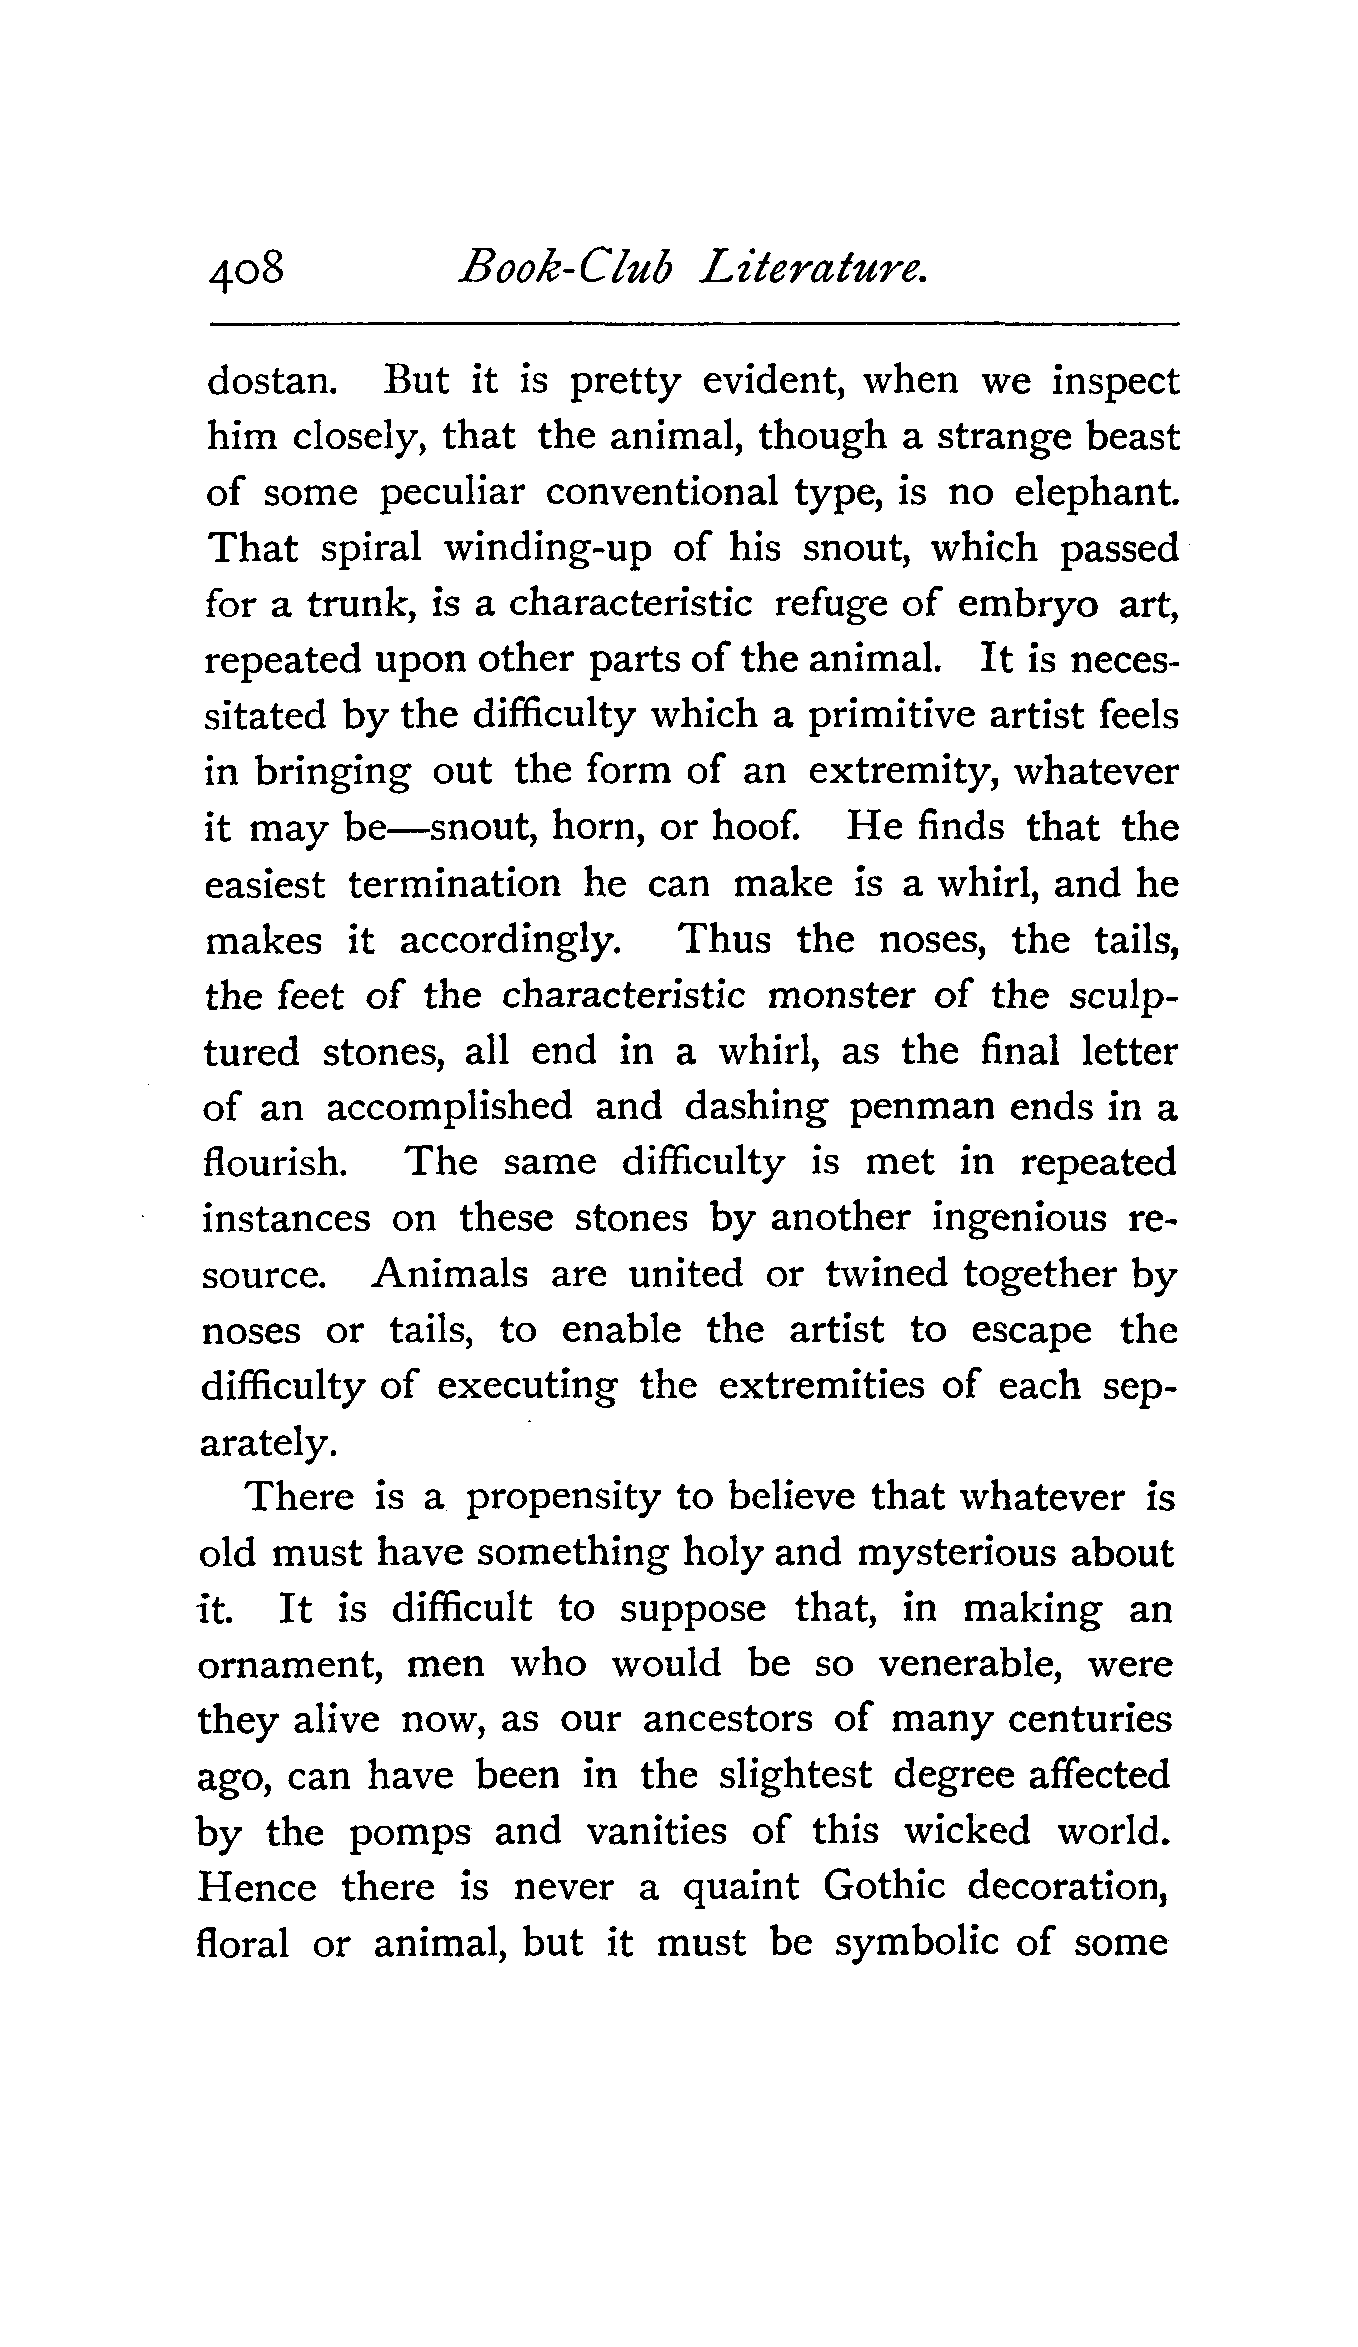 408 Book-Club Literature.
dostan. But it is pretty evident, when we inspect
him closely, that the animal, though a strange beast
of some peculiar conventional type, is no elephant.
That spiral winding-up of his snout, which passed
for a trunk, is a characteristic refuge of embryo art,
repeated upon other parts of the animal. It is neces-
sitated by the difficulty which a primitive artist feels
in bringing out the form of an extremity, whatever
it may be—snout, horn, or hoof. He finds that the
easiest termination he can make is a whirl, and he
makes it accordingly. Thus the noses, the tails,
the feet of the characteristic monster of the sculp-
tured stones, all end in a whirl, as the final letter
of an accomplished and dashing penman ends in a
flourish. The same difficulty is met in repeated
instances on these stones by another ingenious re-
source. Animals are united or twined together by
noses or tails, to enable the artist to escape the
difficulty of executing the extremities of each sep-
arately.
There is a propensity to believe that whatever is
old must have something holy and mysterious about
it. It is difficult to suppose that, in making an
ornament, men who would be so venerable, were
they alive now, as our ancestors of many centuries
ago, can have been in the slightest degree affected
by the pomps and vanities of this wicked world.
Hence there is never a quaint Gothic decoration,
floral or animal, but it must be symbolic of some